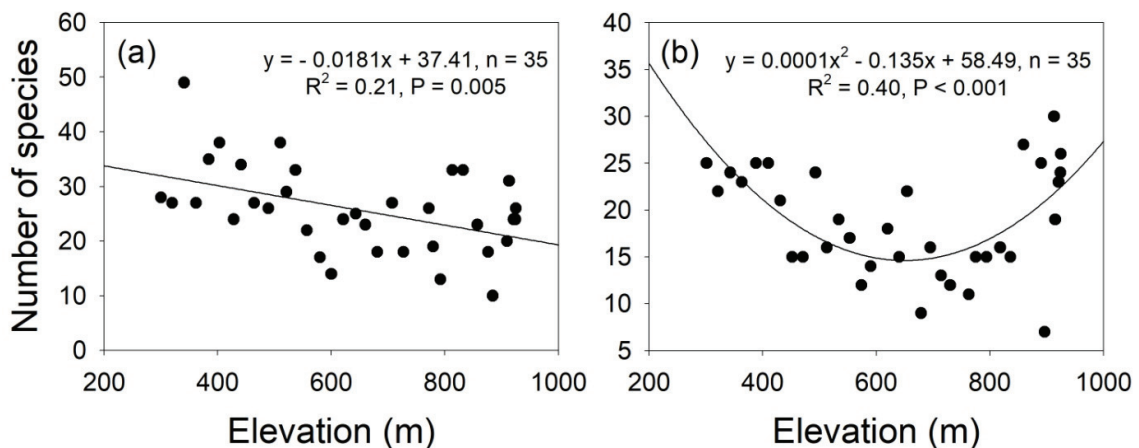 Number of species
(a)
y = - 0.0181x + 37.41, n = 35
R² = 0.21, P = 0.005
60
50
40
30
20
10
0
200 400 600 800 1000
Elevation (m)
(b)
y = 0.0001x² - 0.135x + 58.49, n = 35
R² = 0.40, P < 0.001
40
35
30
25
20
15
10
5
200 400 600 800 1000
Elevation (m)